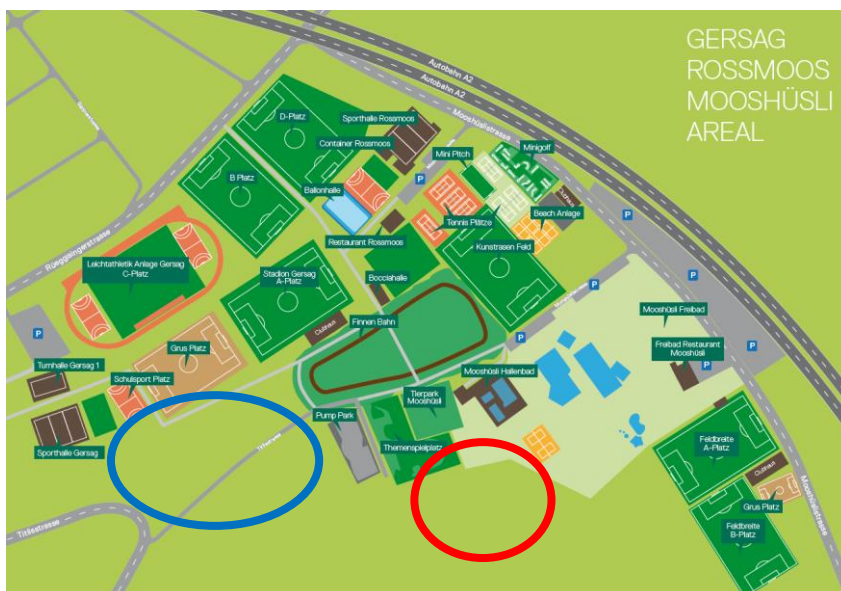 GERSAG
ROSSMOOS
MOOSHÜSLI
AREAL
Autobahn A2
Autobahn A2
Mooshüslistrasse
D-Platz
Sporthalle Rossmoos
Container Rossmoos
Mini Pitch
Minigolf
B Platz
P
Ballonhalle
Clubhaus
P
Beach Anlage
Tennis Plätze
Restaurant Rossmoos
Kunstrasen Feld
Rüeggisingerstrasse
Leichtathletik Anlage Gersag
C-Platz
Stadion Gersag
A-Platz
Bocciahalle
P
P
Mooshüsli Freibad
Finnen Bahn
Clubhaus
P
P
P
Grus Platz
Freibad Restaurant
Mooshüsli
Turnhalle Gersag 1
Mooshüsli Hallenbad
Schulsport Platz
Tierpark
Mooshüsli
Pump Park
Themenspielplatz
Sporthalle Gersag
Feldbreite
A-Platz
Clubhaus
Mooshüslistrasse
Grus Platz
Feldbreite
B-Platz
Titlisstrasse